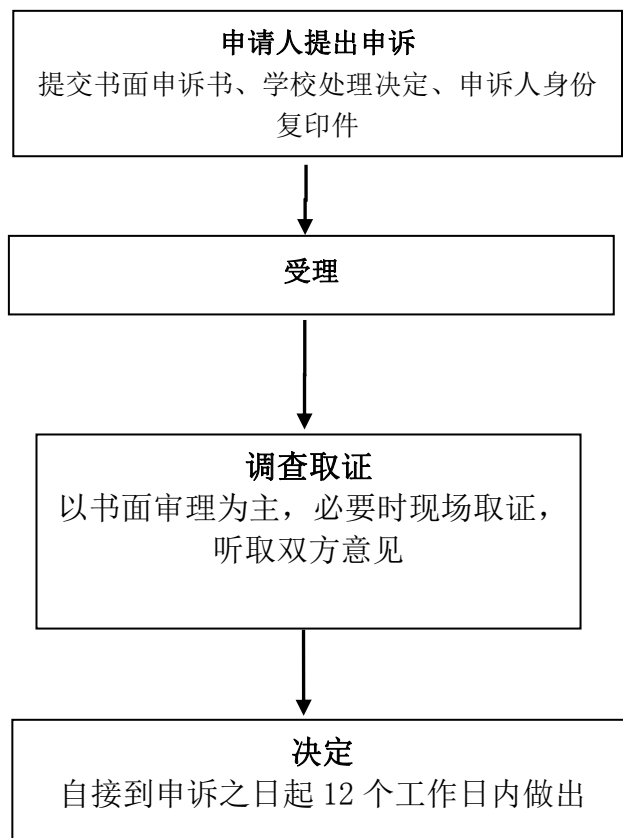 申请人提出申诉
提交书面申诉书、学校处理决定、申诉人身份
复印件
受理
调查取证
以书面审理为主，必要时现场取证，
听取双方意见
决定
自接到申诉之日起 12 个工作日内做出